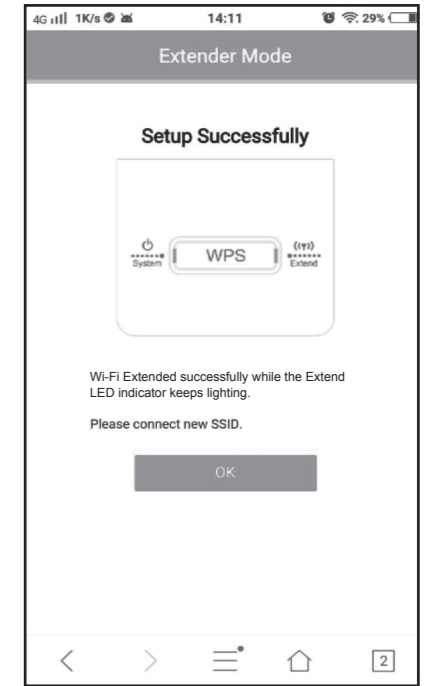 4G 1K/s 14:11 29%
Extender Mode
Setup Successfully
System WPS Extend
Wi-Fi Extended successfully while the Extend
LED indicator keeps lighting.
Please connect new SSID.
OK
2